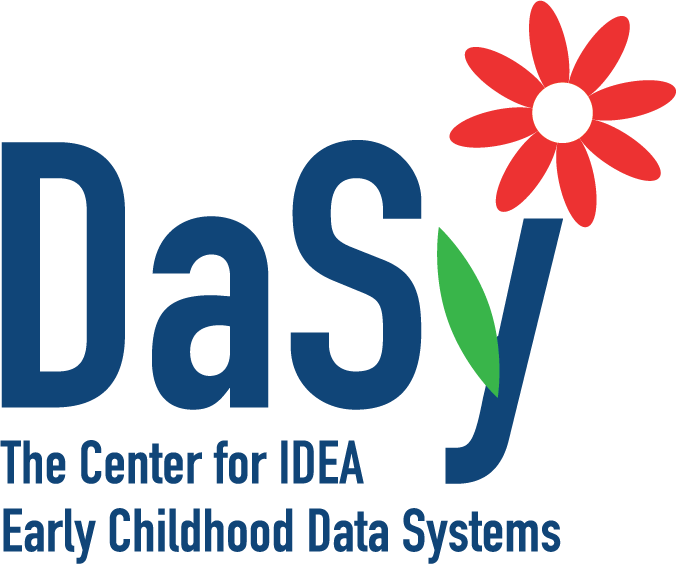 DaSy
The Center for IDEA
Early Childhood Data Systems